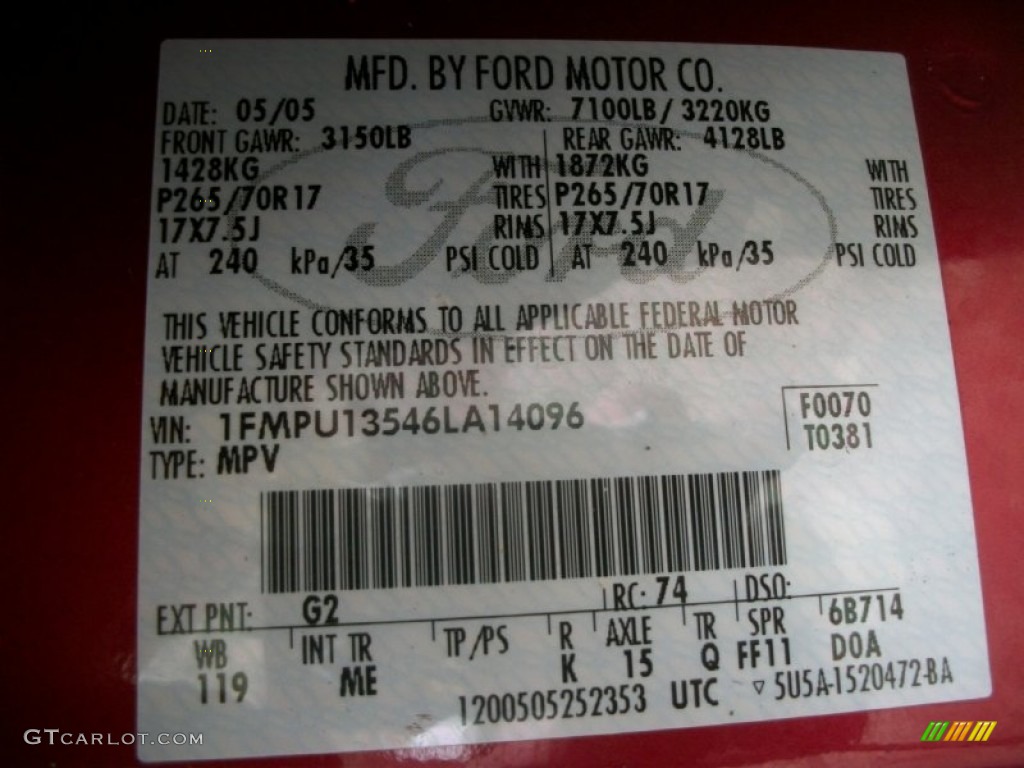 MFD. BY FORD MOTOR CO.
DATE: 05/05 GVWR: 7100LB/ 3220KG
FRONT GAWR: 3150LB REAR GAWR: 4128LB
1428KG WITH 1872KG WITH
P265/70R17 TIRES P265/70R17 TIRES
17X7.5J RIMS 17X7.5J RIMS
AT 240 kPa/35 PSI COLD AT 240 kPa/35 PSI COLD
Ford
THIS VEHICLE CONFORMS TO ALL APPLICABLE FEDERAL MOTOR
VEHICLE SAFETY STANDARDS IN EFFECT ON THE DATE OF
MANUFACTURE SHOWN ABOVE.
VIN: 1FMPU13546LA14096 F0070
TYPE: MPV T0381
EXT PNT: G2 RC: 74 DSO:
WB INT TR TP/PS R AXLE TR SPR 6B714
119 ME K 15 Q FF11 DOA
1200505252353 UTC ▽ 5U5A-1520472-BA
GTCARLOT.COM